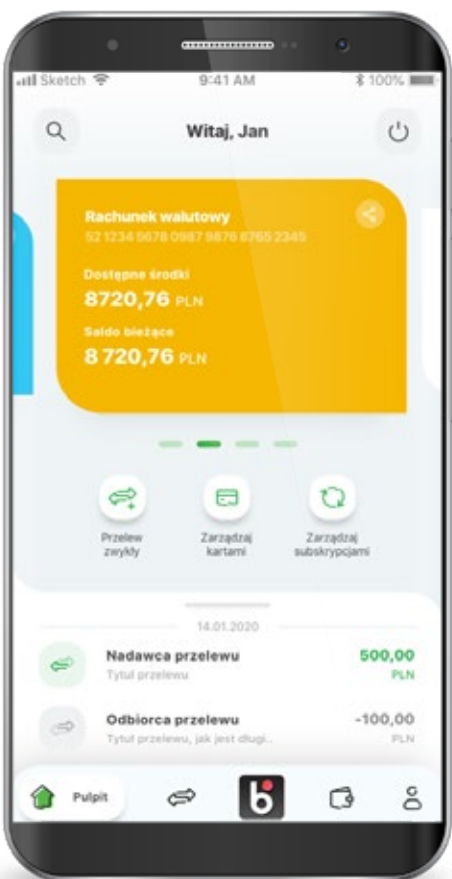 Sketch 9:41 AM 100%
Witaj, Jan
Rachunek walutowy
52 1234 5678 0987 9876 8765 2345
Dostępne środki
8720,76 PLN
Saldo bieżące
8 720,76 PLN
Przelew Zarządzaj Zarządzaj
zwykły kartami subskrypcjami
14.01.2020
Nadawca przelewu 500,00
Tytuł przelewu PLN
Odbiorca przelewu -100,00
Tytuł przelewu, jak jest długi.. PLN
Pulpit b